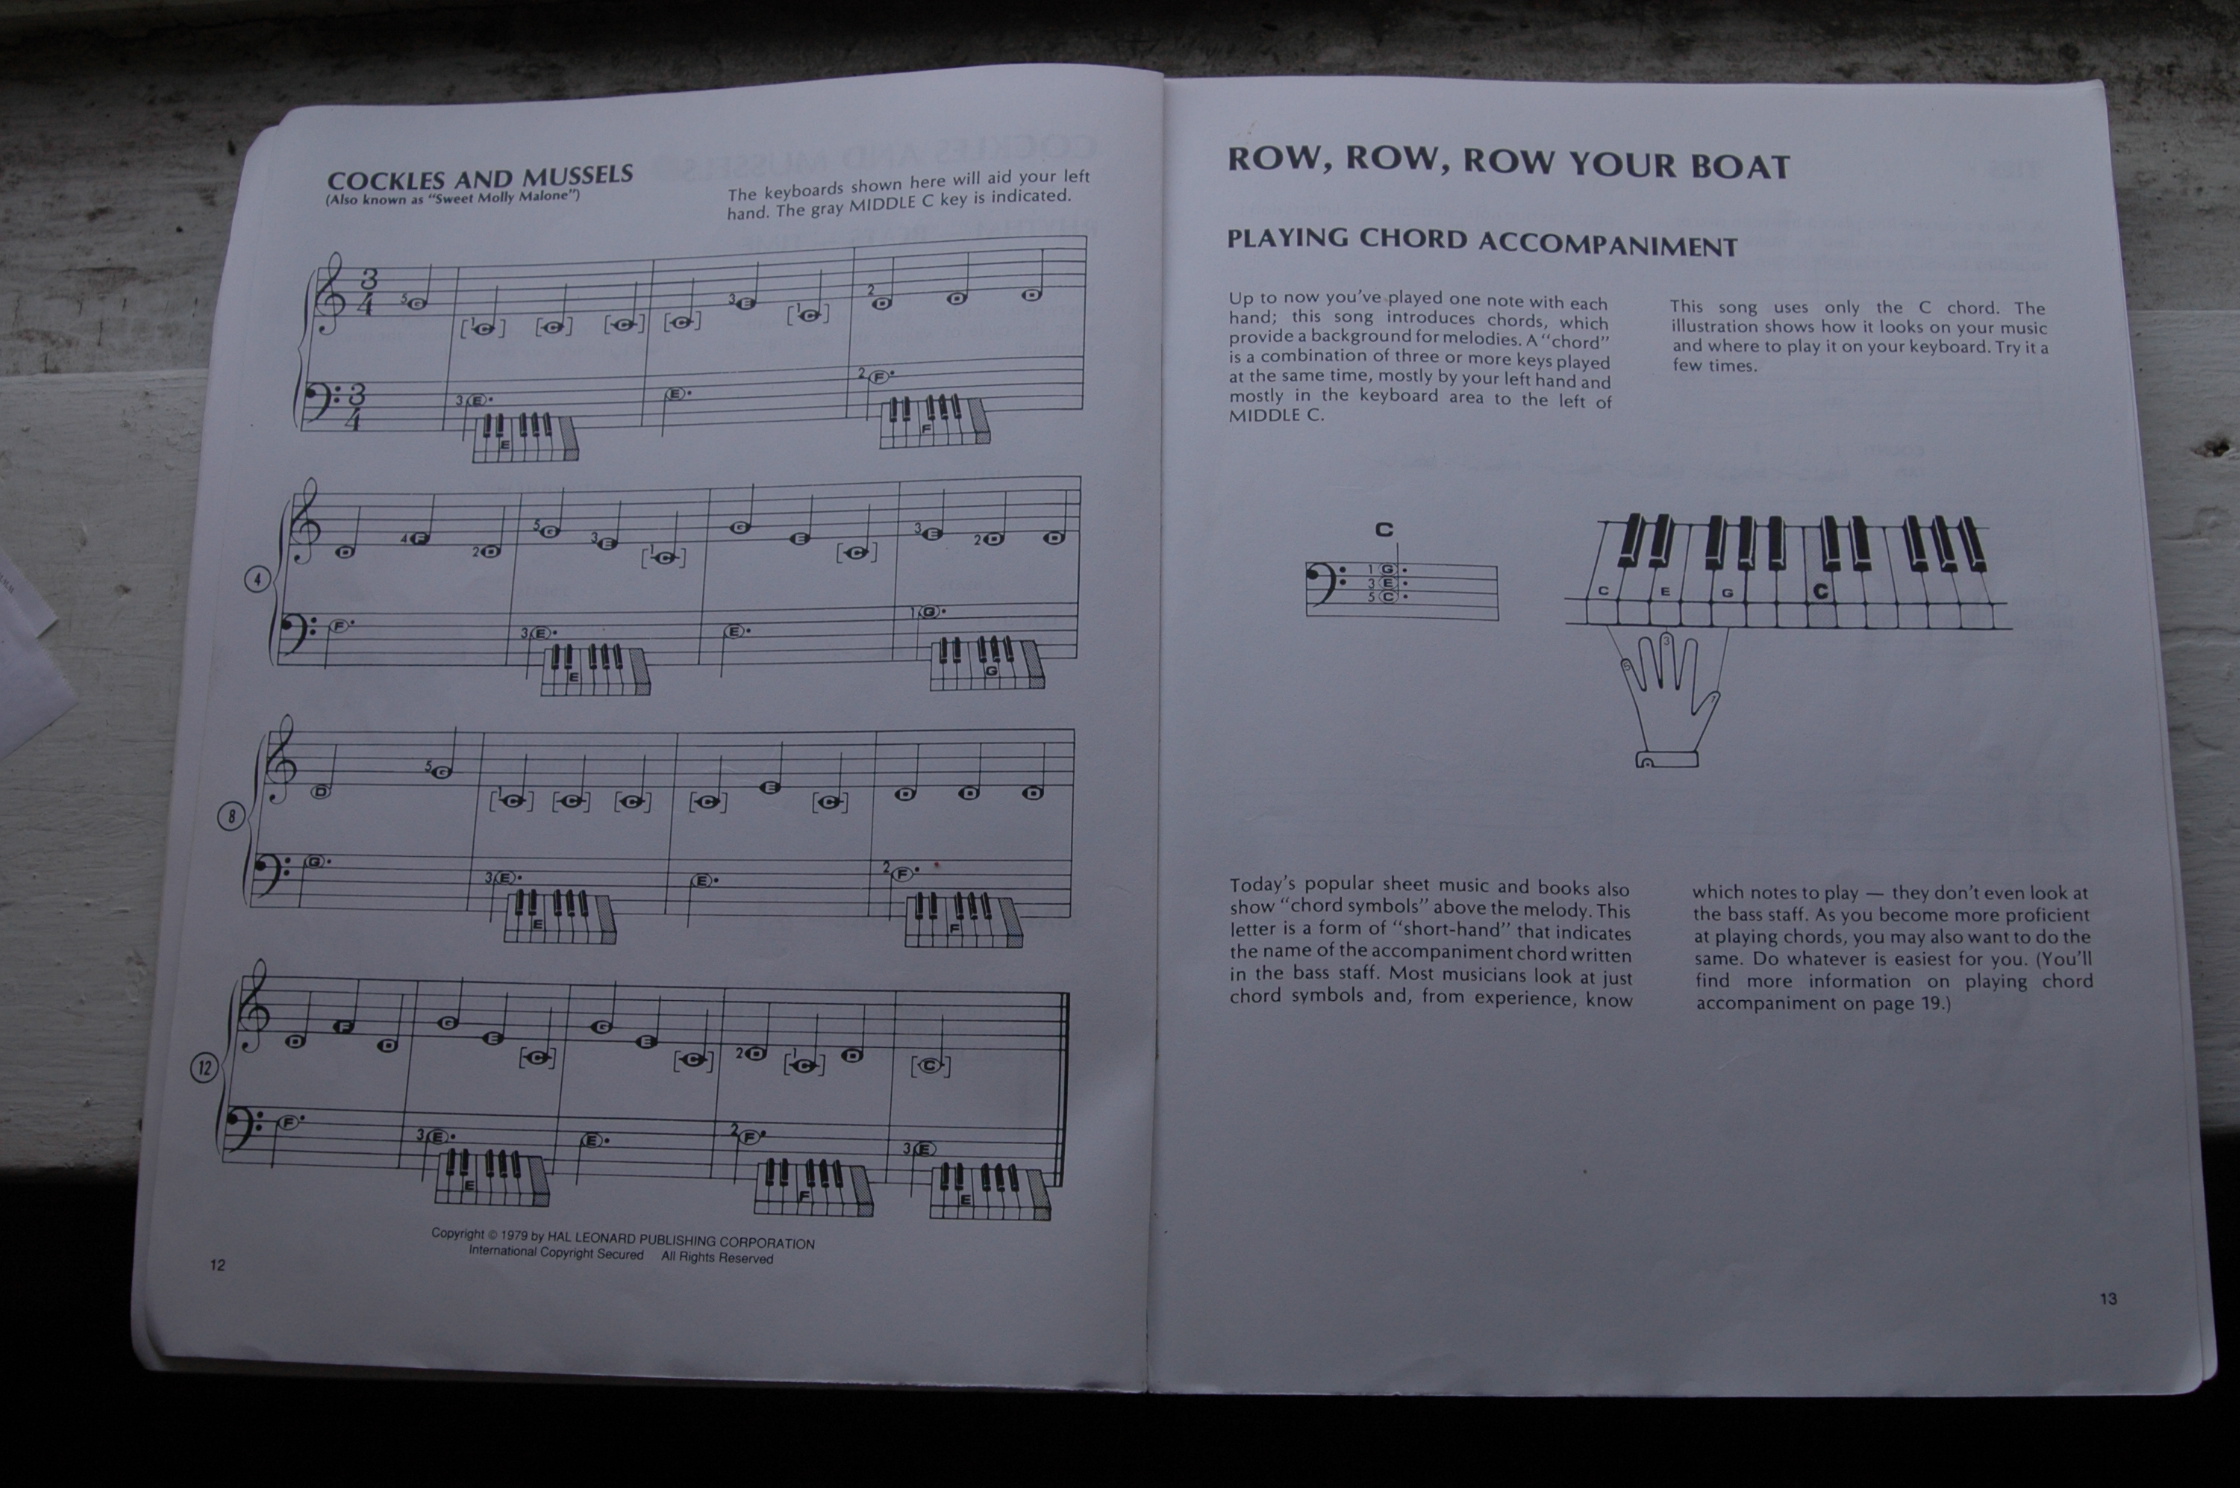 COCKLES AND MUSSELS
(Also known as "Sweet Molly Malone")
The keyboards shown here will aid your left
hand. The gray MIDDLE C key is indicated.
3 4
5 G [1 C] [C] [C] [C] 3 E [1 C] 2 D D D
3 4
3 E E 2 F
E F
D 4 F 2 D 5 G 3 E [1 C] G E [C] 3 E 2 D D
4
F 3 E E 1 G
E G
D 5 G [1 C] [C] [C] [C] E [C] D D D
8
G 3 E E 2 F
E F
D F D G E [C] G E [C] 2 D [1 C] D [C]
12
F 3 E E 2 F 3 E
E F E
Copyright © 1979 by HAL LEONARD PUBLISHING CORPORATION
International Copyright Secured All Rights Reserved
12
ROW, ROW, ROW YOUR BOAT
PLAYING CHORD ACCOMPANIMENT
Up to now you've played one note with each
hand; this song introduces chords, which
provide a background for melodies. A "chord"
is a combination of three or more keys played
at the same time, mostly by your left hand and
mostly in the keyboard area to the left of
MIDDLE C.
This song uses only the C chord. The
illustration shows how it looks on your music
and where to play it on your keyboard. Try it a
few times.
C
1 G
3 E
5 C
C E G C
5 3 1
Today's popular sheet music and books also
show "chord symbols" above the melody. This
letter is a form of "short-hand" that indicates
the name of the accompaniment chord written
in the bass staff. Most musicians look at just
chord symbols and, from experience, know
which notes to play — they don't even look at
the bass staff. As you become more proficient
at playing chords, you may also want to do the
same. Do whatever is easiest for you. (You'll
find more information on playing chord
accompaniment on page 19.)
13